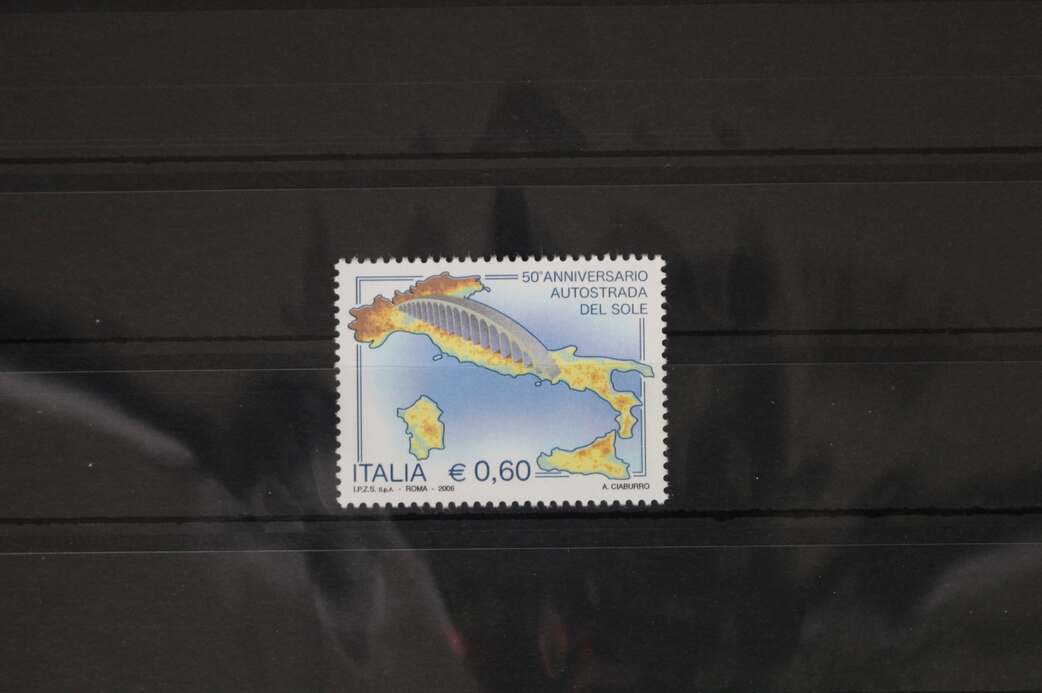 50° ANNIVERSARIO
AUTOSTRADA
DEL SOLE
ITALIA € 0,60
I.P.Z.S. S.p.A. - ROMA - 2006
A. CIABURRO